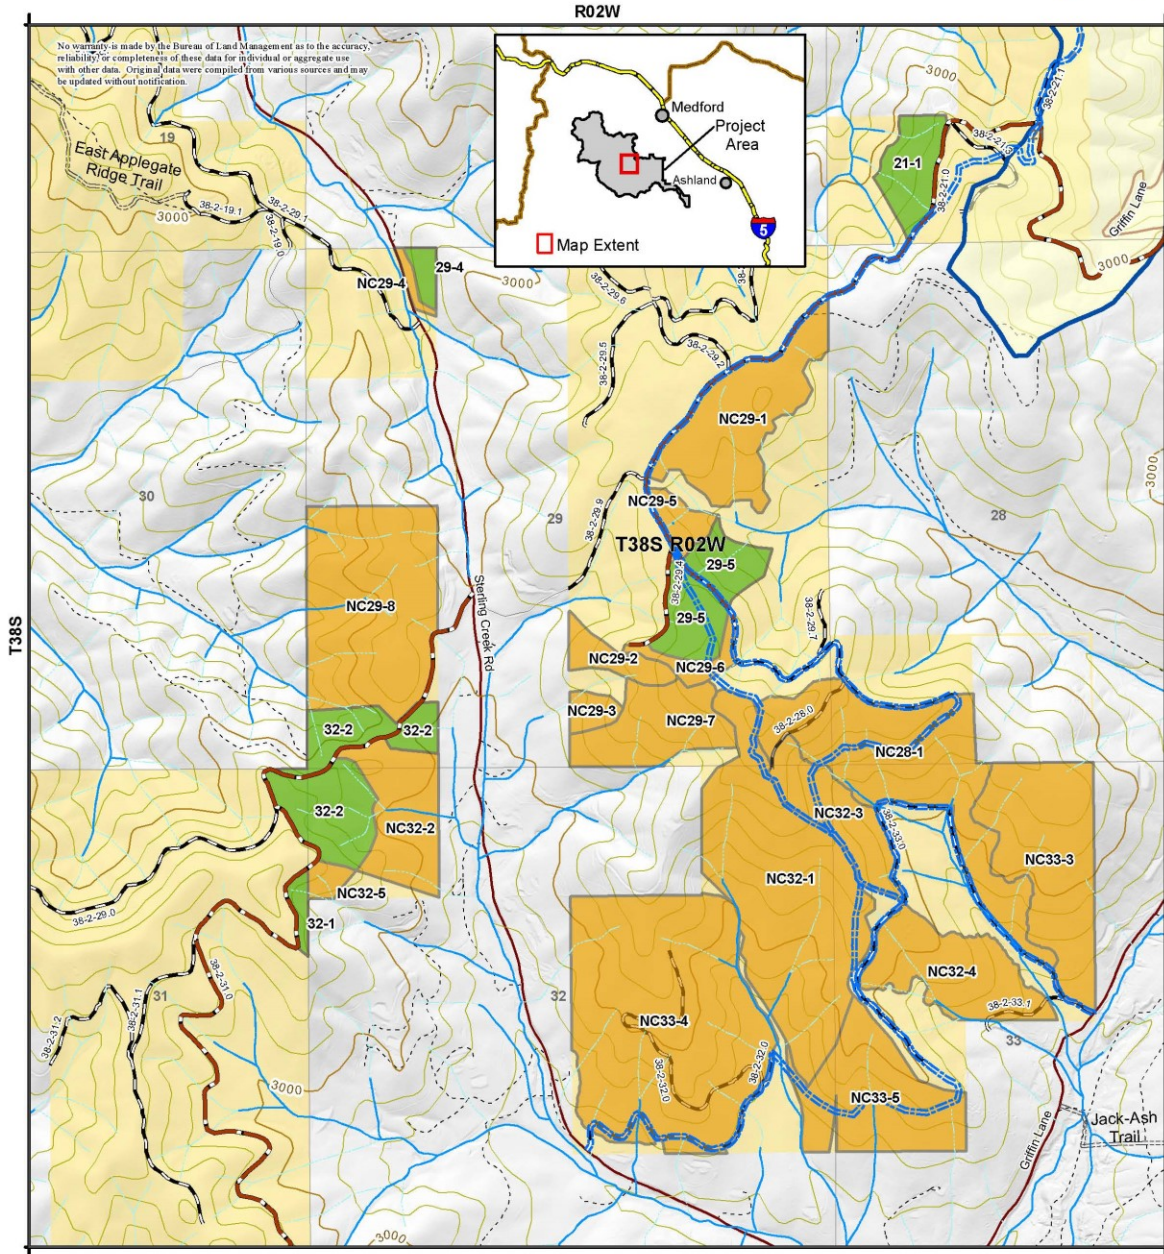 R02W
No warranty is made by the Bureau of Land Management as to the accuracy,
reliability, or completeness of these data for individual or aggregate use
with other data. Original data were compiled from various sources and may
be updated without notification.
Medford
Project
Area
Ashland
5
Map Extent
3000
38-2-21.1
19
East Applegate
Ridge Trail
3000
38-2-19.1
38-2-29.1
38-2-19.0
21-1
38-2-21.0
Griffin Lane
3000
NC29-4
29-4
3000
38-2-29.6
38-2-29.5
38-2-29.2
NC29-1
3000
30
29
28
38-2-29.9
NC29-5
T38S R02W
29-5
38-2-29.4
29-5
38-2-29.7
T38S
NC29-8
Sterling Creek Rd
NC29-2
NC29-6
NC29-3
NC29-7
38-2-28.0
NC28-1
32-2
32-2
32-2
NC32-2
NC32-3
38-2-33.0
NC33-3
NC32-1
NC32-5
38-2-29.0
32-1
NC32-4
38-2-31.0
31
38-2-31.1
38-2-31.2
32
NC33-4
38-2-32.0
38-2-32.0
38-2-33.1
33
3000
NC33-5
Jack-Ash
Trail
Griffin Lane
3000